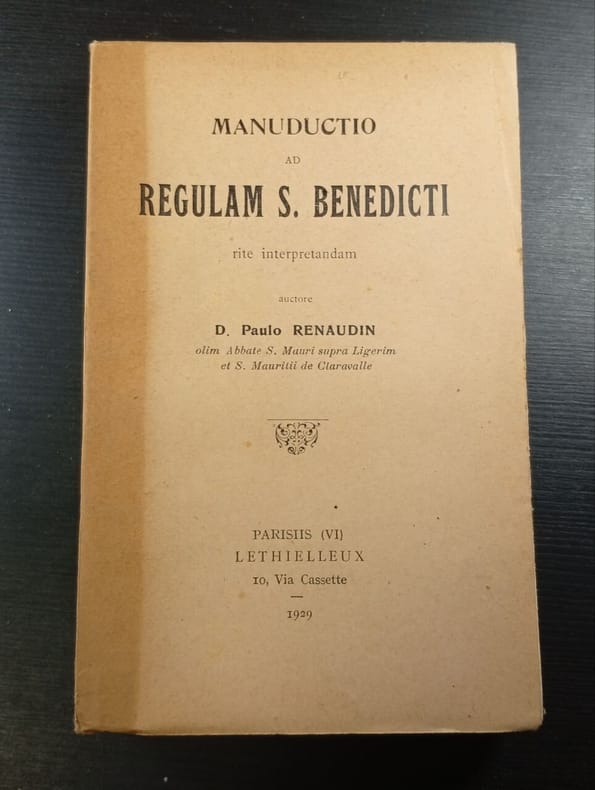 MANUDUCTIO
AD
REGULAM S. BENEDICTI
rite interpretandam
auctore
D. Paulo RENAUDIN
olim Abbate S. Mauri supra Ligerim
et S. Mauritii de Claravalle
PARISIIS (VI)
LETHIELLEUX
10, Via Cassette
1929